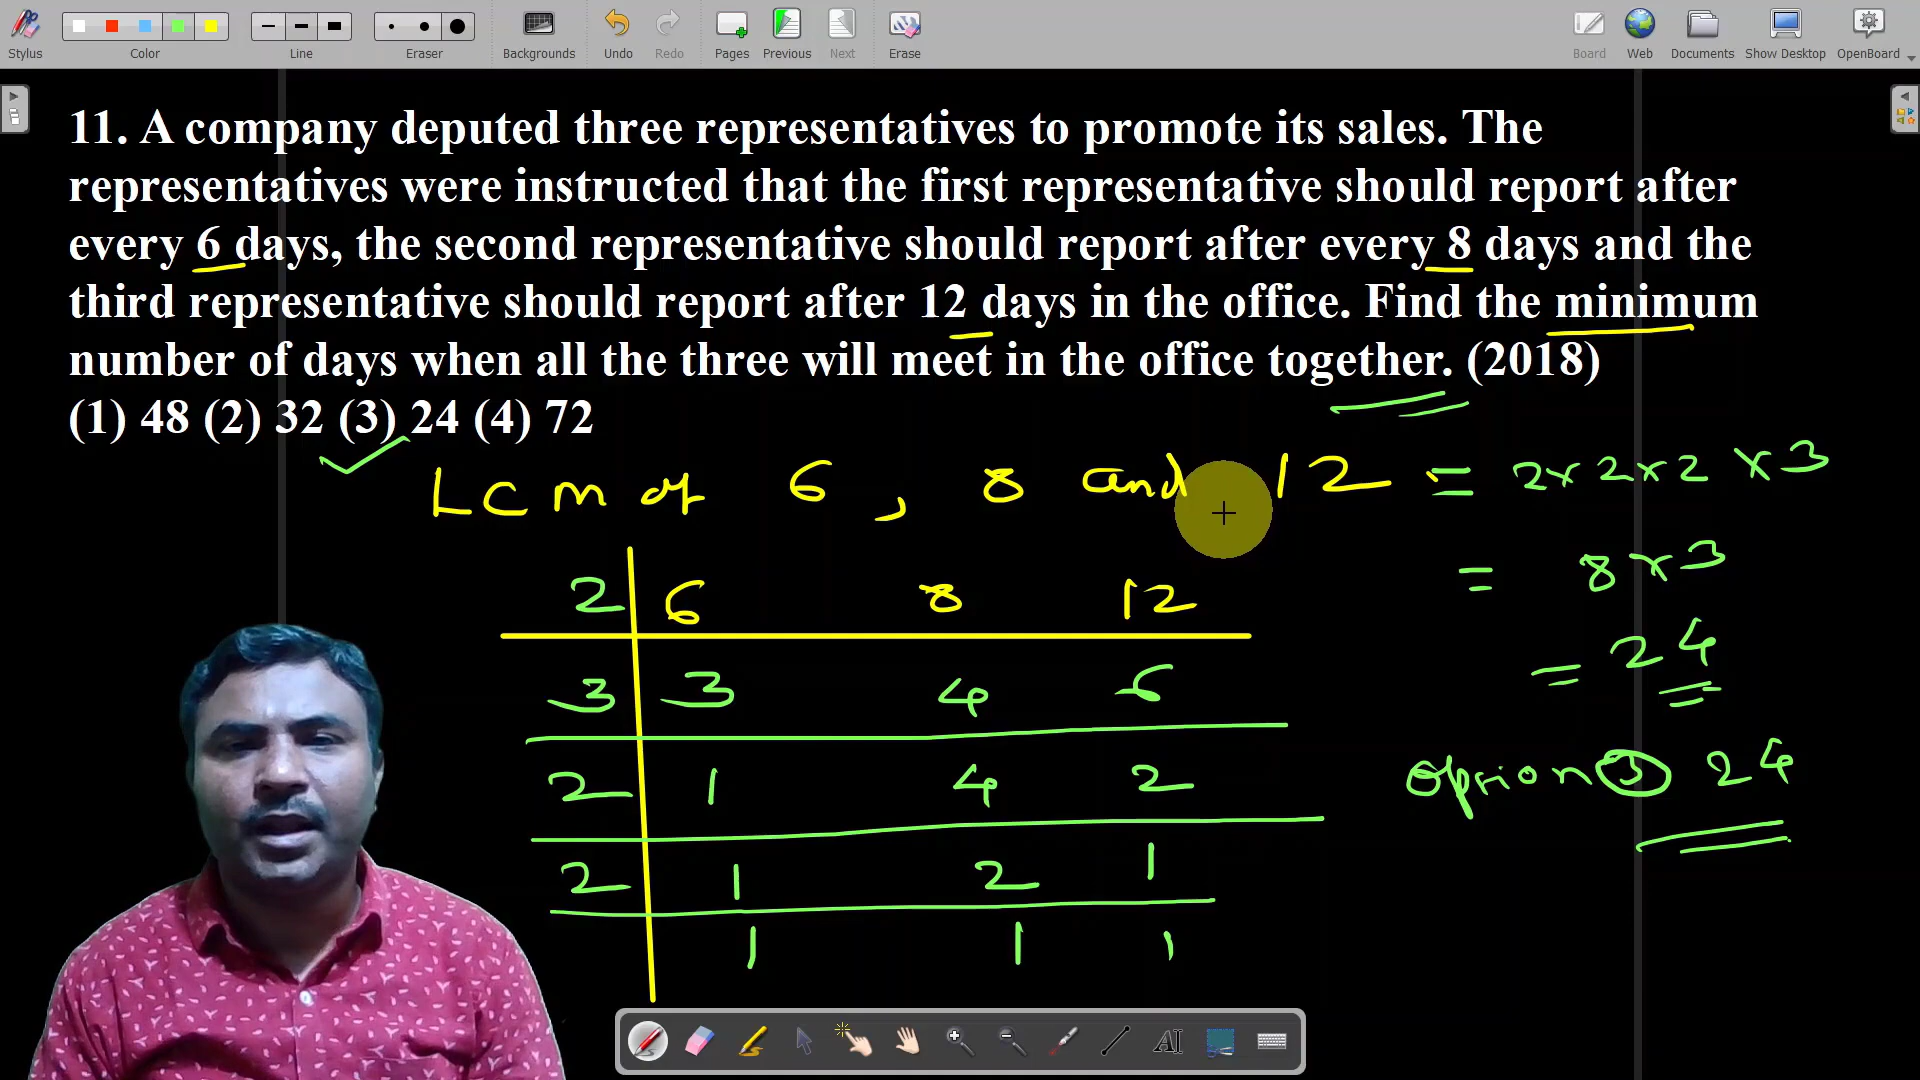 Stylus Color Line Eraser Backgrounds Undo Redo Pages Previous Next Erase Board Web Documents Show Desktop OpenBoard
11. A company deputed three representatives to promote its sales. The
representatives were instructed that the first representative should report after
every 6 days, the second representative should report after every 8 days and the
third representative should report after 12 days in the office. Find the minimum
number of days when all the three will meet in the office together. (2018)
(1) 48 (2) 32 (3) 24 (4) 72
LCM of 6, 8 and 12 = 2x2x2x3
= 8x3
= 24
option 3 24
2 6 8 12
3 3 4 6
2 1 4 2
2 1 2 1
1 1 1